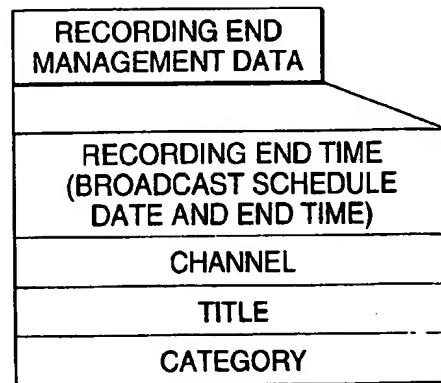 RECORDING END
MANAGEMENT DATA
RECORDING END TIME
(BROADCAST SCHEDULE
DATE AND END TIME)
CHANNEL
TITLE
CATEGORY